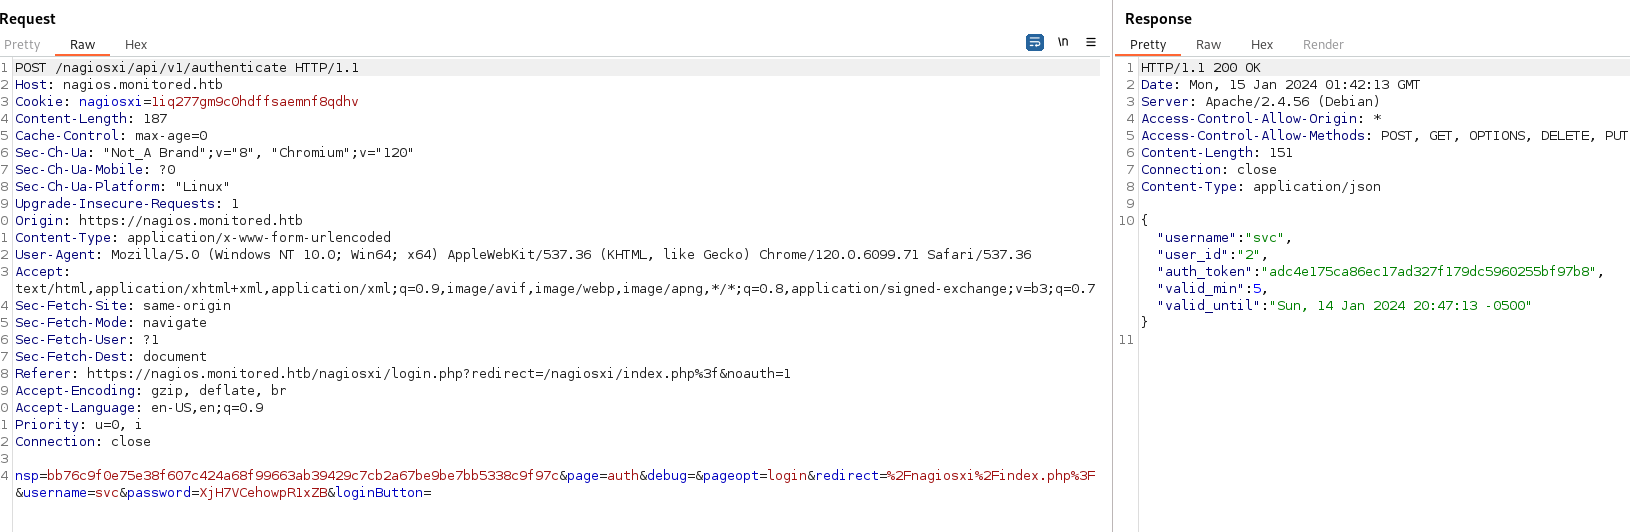 Request
Pretty Raw Hex \n
1 POST /nagiosxi/api/v1/authenticate HTTP/1.1
2 Host: nagios.monitored.htb
3 Cookie: nagiosxi=1iq277gm9c0hdffsaemnf8qdhv
4 Content-Length: 187
5 Cache-Control: max-age=0
6 Sec-Ch-Ua: "Not_A Brand";v="8", "Chromium";v="120"
7 Sec-Ch-Ua-Mobile: ?0
8 Sec-Ch-Ua-Platform: "Linux"
9 Upgrade-Insecure-Requests: 1
0 Origin: https://nagios.monitored.htb
1 Content-Type: application/x-www-form-urlencoded
2 User-Agent: Mozilla/5.0 (Windows NT 10.0; Win64; x64) AppleWebKit/537.36 (KHTML, like Gecko) Chrome/120.0.6099.71 Safari/537.36
3 Accept:
text/html,application/xhtml+xml,application/xml;q=0.9,image/avif,image/webp,image/apng,*/*;q=0.8,application/signed-exchange;v=b3;q=0.7
4 Sec-Fetch-Site: same-origin
5 Sec-Fetch-Mode: navigate
6 Sec-Fetch-User: ?1
7 Sec-Fetch-Dest: document
8 Referer: https://nagios.monitored.htb/nagiosxi/login.php?redirect=/nagiosxi/index.php%3f&noauth=1
9 Accept-Encoding: gzip, deflate, br
0 Accept-Language: en-US,en;q=0.9
1 Priority: u=0, i
2 Connection: close
3
4 nsp=bb76c9f0e75e38f607c424a68f99663ab39429c7cb2a67be9be7bb5338c9f97c&page=auth&debug=&pageopt=login&redirect=%2Fnagiosxi%2Findex.php%3F
&username=svc&password=XjH7VCehowpR1xZB&loginButton=
Response
Pretty Raw Hex Render
1 HTTP/1.1 200 OK
2 Date: Mon, 15 Jan 2024 01:42:13 GMT
3 Server: Apache/2.4.56 (Debian)
4 Access-Control-Allow-Origin: *
5 Access-Control-Allow-Methods: POST, GET, OPTIONS, DELETE, PUT
6 Content-Length: 151
7 Connection: close
8 Content-Type: application/json
9
10 {
"username":"svc",
"user_id":"2",
"auth_token":"adc4e175ca86ec17ad327f179dc5960255bf97b8",
"valid_min":5,
"valid_until":"Sun, 14 Jan 2024 20:47:13 -0500"
}
11